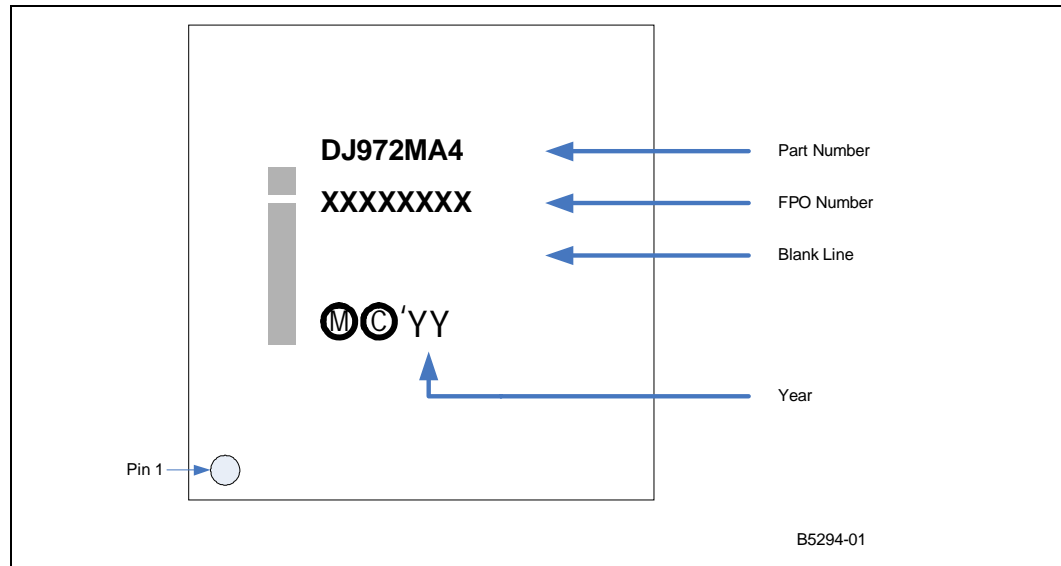 DJ972MA4
Part Number
XXXXXXXX
FPO Number
Blank Line
ⓂⒸ'YY
Year
Pin 1
B5294-01